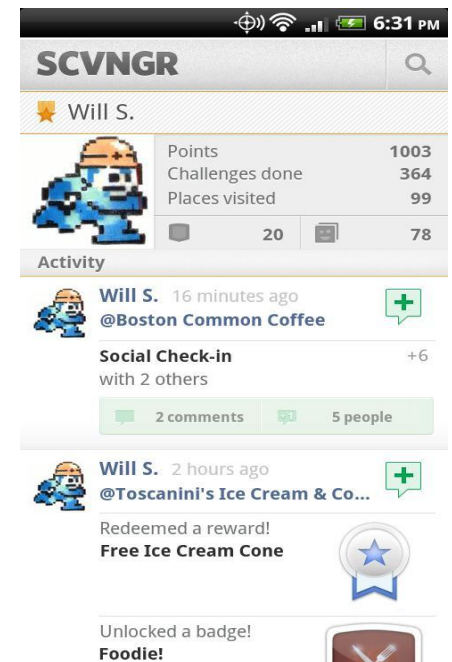 6:31 PM
SCVNGR
Will S.
Points 1003
Challenges done 364
Places visited 99
20 78
Activity
Will S. 16 minutes ago
@Boston Common Coffee
Social Check-in +6
with 2 others
2 comments 5 people
Will S. 2 hours ago
@Toscanini's Ice Cream & Co...
Redeemed a reward!
Free Ice Cream Cone
Unlocked a badge!
Foodie!